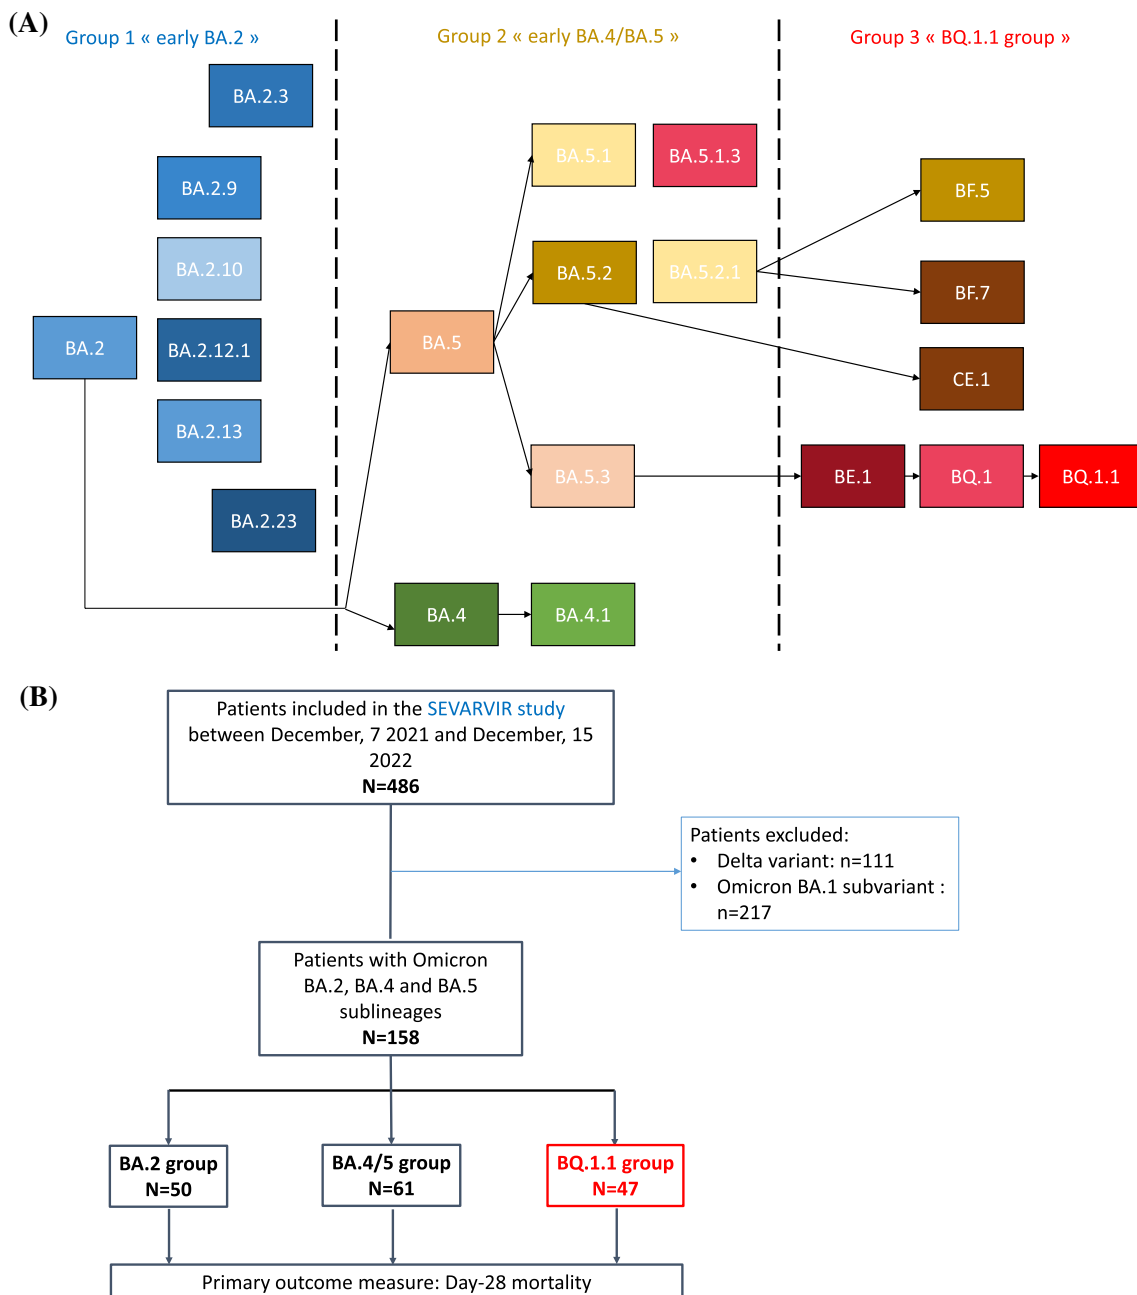 (A)
Group 1 « early BA.2 »
Group 2 « early BA.4/BA.5 »
Group 3 « BQ.1.1 group »
BA.2.3
BA.2.9
BA.2.10
BA.2
BA.2.12.1
BA.2.13
BA.2.23
BA.5.1
BA.5.1.3
BA.5.2
BA.5.2.1
BA.5
BA.5.3
BA.4
BA.4.1
BF.5
BF.7
CE.1
BE.1
BQ.1
BQ.1.1
(B)
Patients included in the SEVARVIR study
between December, 7 2021 and December, 15
2022
N=486
Patients excluded:
• Delta variant: n=111
• Omicron BA.1 subvariant :
n=217
Patients with Omicron
BA.2, BA.4 and BA.5
sublineages
N=158
BA.2 group
N=50
BA.4/5 group
N=61
BQ.1.1 group
N=47
Primary outcome measure: Day-28 mortality